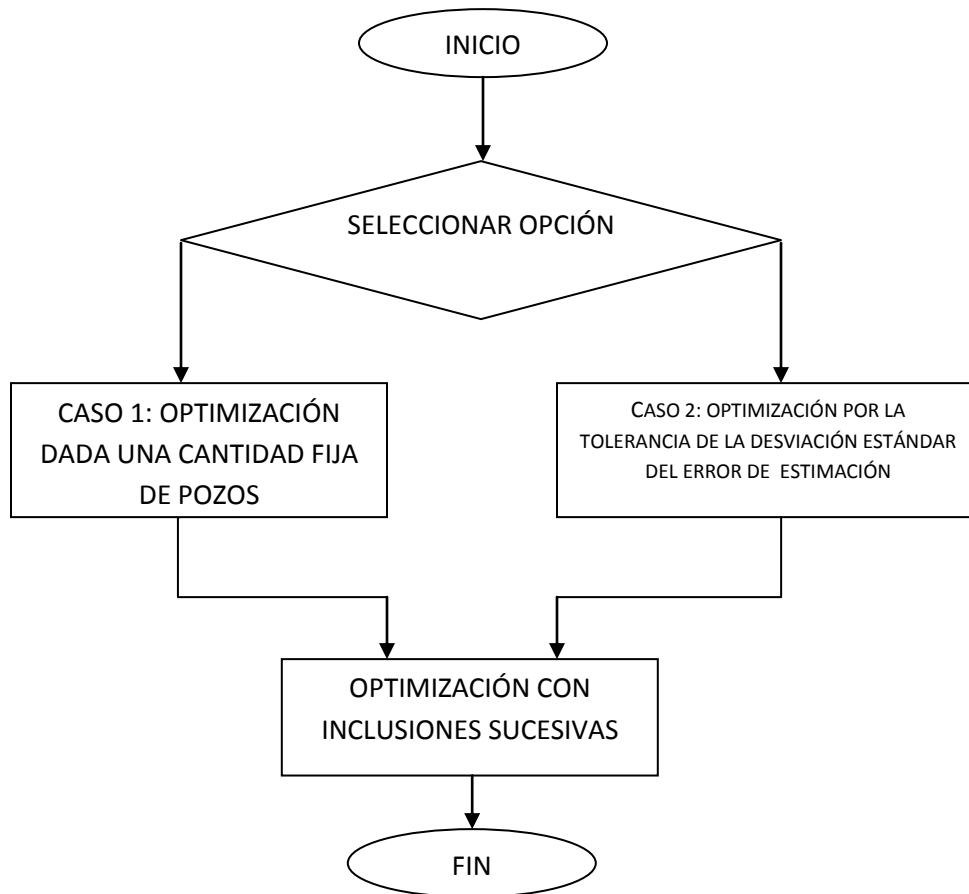 INICIO
SELECCIONAR OPCIÓN
CASO 1: OPTIMIZACIÓN
DADA UNA CANTIDAD FIJA
DE POZOS
CASO 2: OPTIMIZACIÓN POR LA
TOLERANCIA DE LA DESVIACIÓN ESTÁNDAR
DEL ERROR DE ESTIMACIÓN
OPTIMIZACIÓN CON
INCLUSIONES SUCESIVAS
FIN